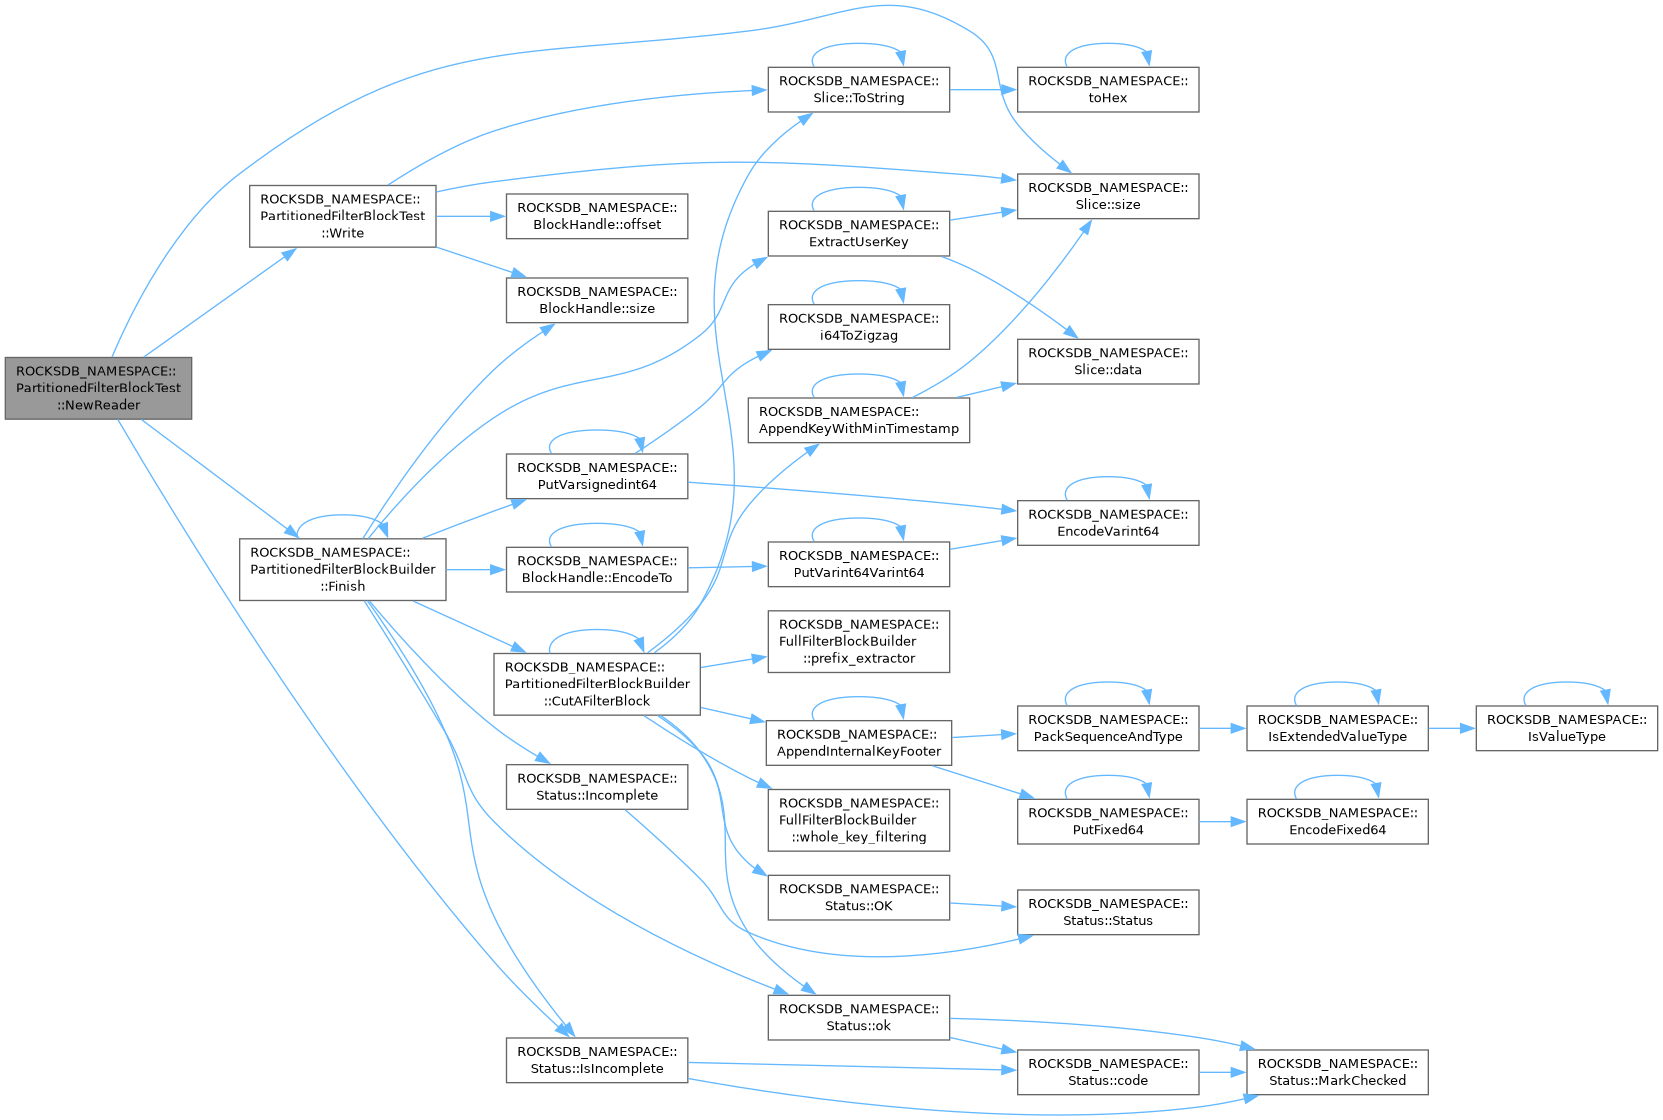 ROCKSDB_NAMESPACE::
PartitionedFilterBlockTest
::NewReader
ROCKSDB_NAMESPACE::
PartitionedFilterBlockTest
::Write
ROCKSDB_NAMESPACE::
PartitionedFilterBlockBuilder
::Finish
ROCKSDB_NAMESPACE::
BlockHandle::offset
ROCKSDB_NAMESPACE::
BlockHandle::size
ROCKSDB_NAMESPACE::
PutVarsignedint64
ROCKSDB_NAMESPACE::
BlockHandle::EncodeTo
ROCKSDB_NAMESPACE::
PartitionedFilterBlockBuilder
::CutAFilterBlock
ROCKSDB_NAMESPACE::
Status::Incomplete
ROCKSDB_NAMESPACE::
Status::IsIncomplete
ROCKSDB_NAMESPACE::
Slice::ToString
ROCKSDB_NAMESPACE::
ExtractUserKey
ROCKSDB_NAMESPACE::
i64ToZigzag
ROCKSDB_NAMESPACE::
AppendKeyWithMinTimestamp
ROCKSDB_NAMESPACE::
PutVarint64Varint64
ROCKSDB_NAMESPACE::
FullFilterBlockBuilder
::prefix_extractor
ROCKSDB_NAMESPACE::
AppendInternalKeyFooter
ROCKSDB_NAMESPACE::
FullFilterBlockBuilder
::whole_key_filtering
ROCKSDB_NAMESPACE::
Status::OK
ROCKSDB_NAMESPACE::
Status::ok
ROCKSDB_NAMESPACE::
toHex
ROCKSDB_NAMESPACE::
Slice::size
ROCKSDB_NAMESPACE::
Slice::data
ROCKSDB_NAMESPACE::
EncodeVarint64
ROCKSDB_NAMESPACE::
PackSequenceAndType
ROCKSDB_NAMESPACE::
PutFixed64
ROCKSDB_NAMESPACE::
Status::Status
ROCKSDB_NAMESPACE::
Status::code
ROCKSDB_NAMESPACE::
IsExtendedValueType
ROCKSDB_NAMESPACE::
EncodeFixed64
ROCKSDB_NAMESPACE::
Status::MarkChecked
ROCKSDB_NAMESPACE::
IsValueType